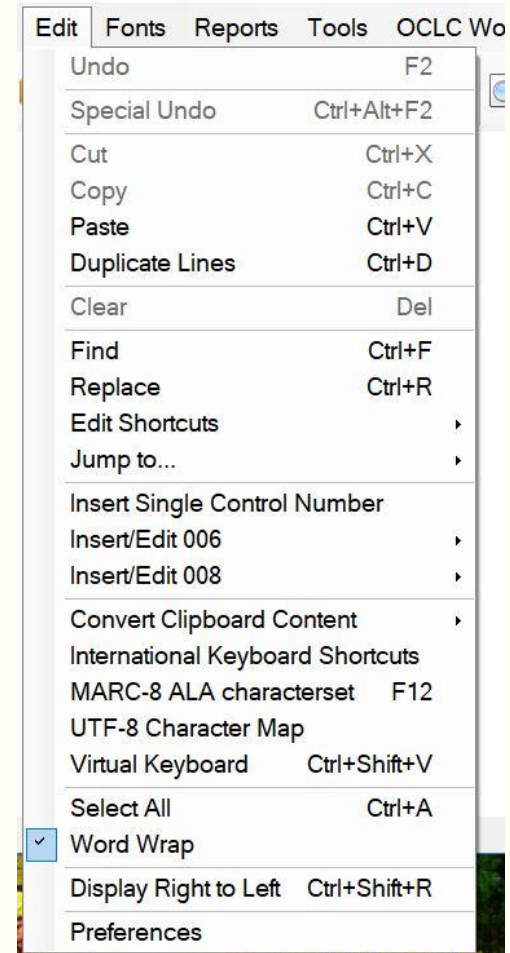 Edit Fonts Reports Tools OCLC Wo
Undo F2
Special Undo Ctrl+Alt+F2
Cut Ctrl+X
Copy Ctrl+C
Paste Ctrl+V
Duplicate Lines Ctrl+D
Clear Del
Find Ctrl+F
Replace Ctrl+R
Edit Shortcuts
Jump to...
Insert Single Control Number
Insert/Edit 006
Insert/Edit 008
Convert Clipboard Content
International Keyboard Shortcuts
MARC-8 ALA characterset F12
UTF-8 Character Map
Virtual Keyboard Ctrl+Shift+V
Select All Ctrl+A
Word Wrap
Display Right to Left Ctrl+Shift+R
Preferences